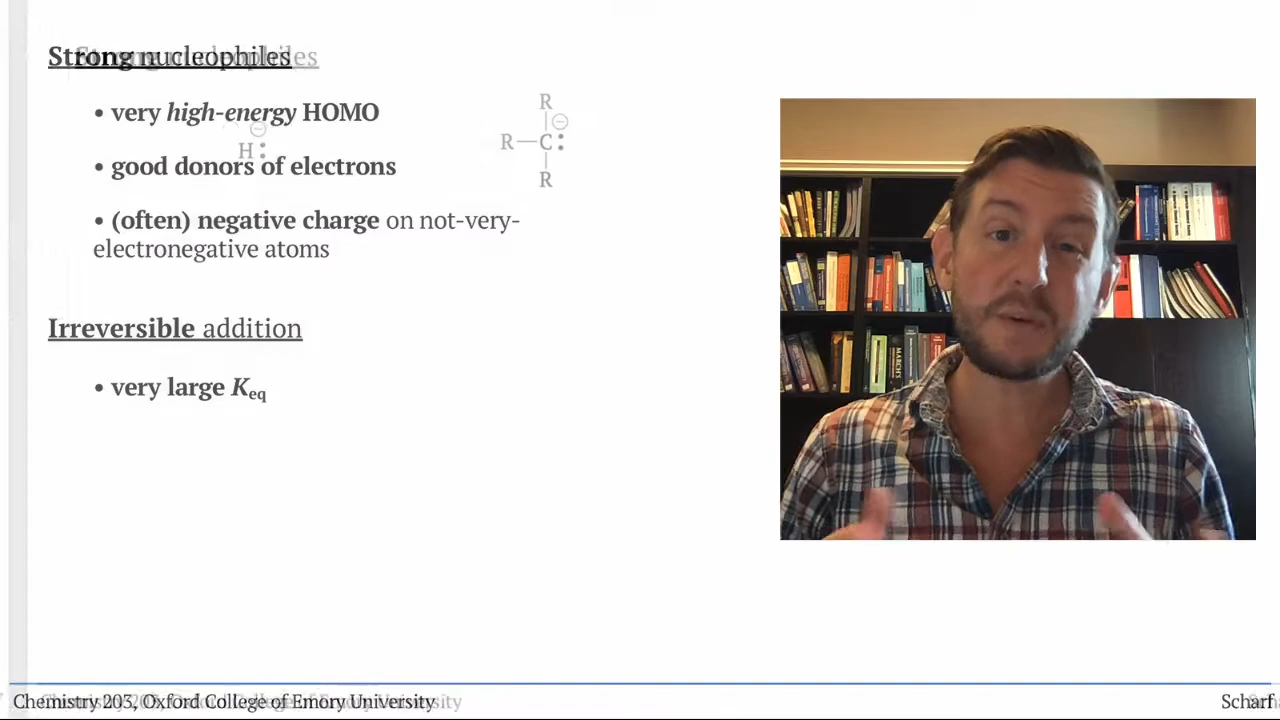 Strong nucleophiles
• very high-energy HOMO
H:
R
R—C:
R
• good donors of electrons
• (often) negative charge on not-very-
electronegative atoms
Irreversible addition
• very large Keq
MARCH'S
Chemistry 203, Oxford College of Emory University
Scharf